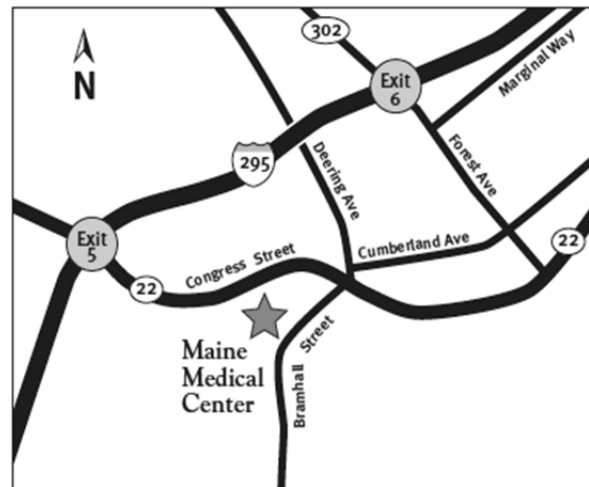 302
N
Exit
6
Marginal Way
295
Deering Ave
Forest Ave
Exit
5
22
Congress Street
Cumberland Ave
22
Maine
Medical
Center
Bramhall Street